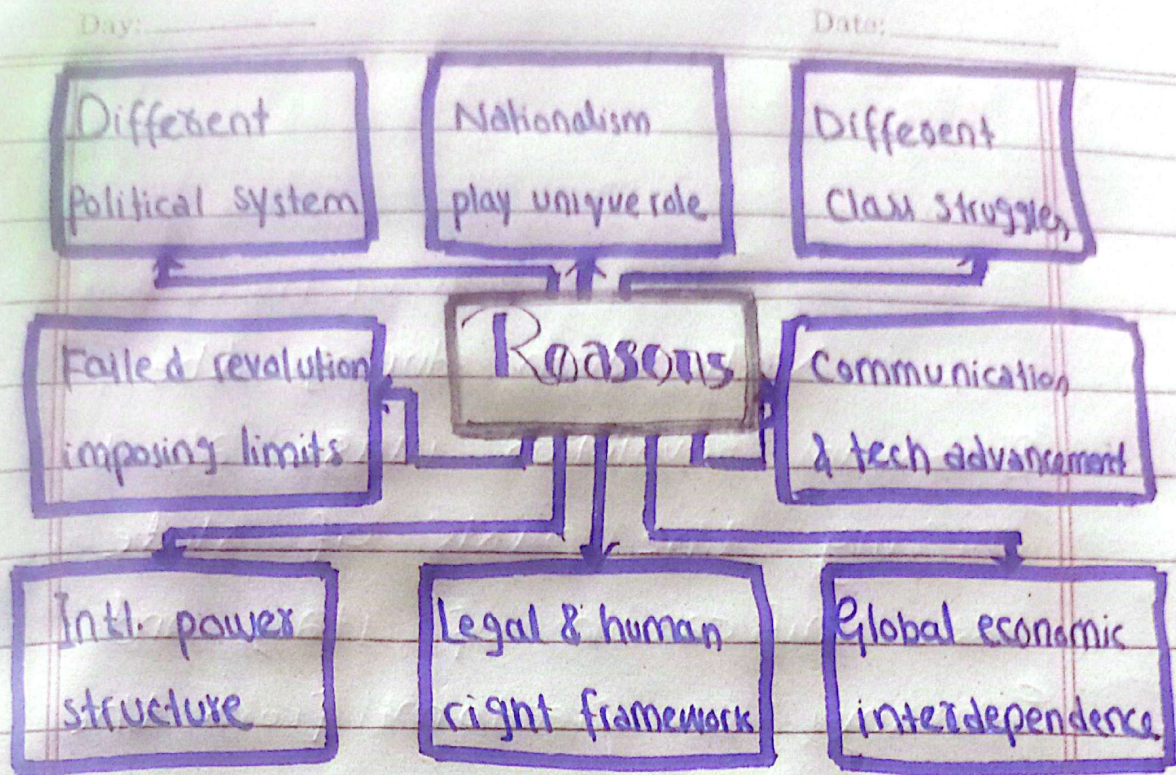 Day:
Date:
Different
political system
Nationalism
play unique role
Different
Class struggles
Reasons
Failed revolution
imposing limits
Communication
& tech advancement
Intl. power
structure
Legal & human
right framework
Global economic
interdependence